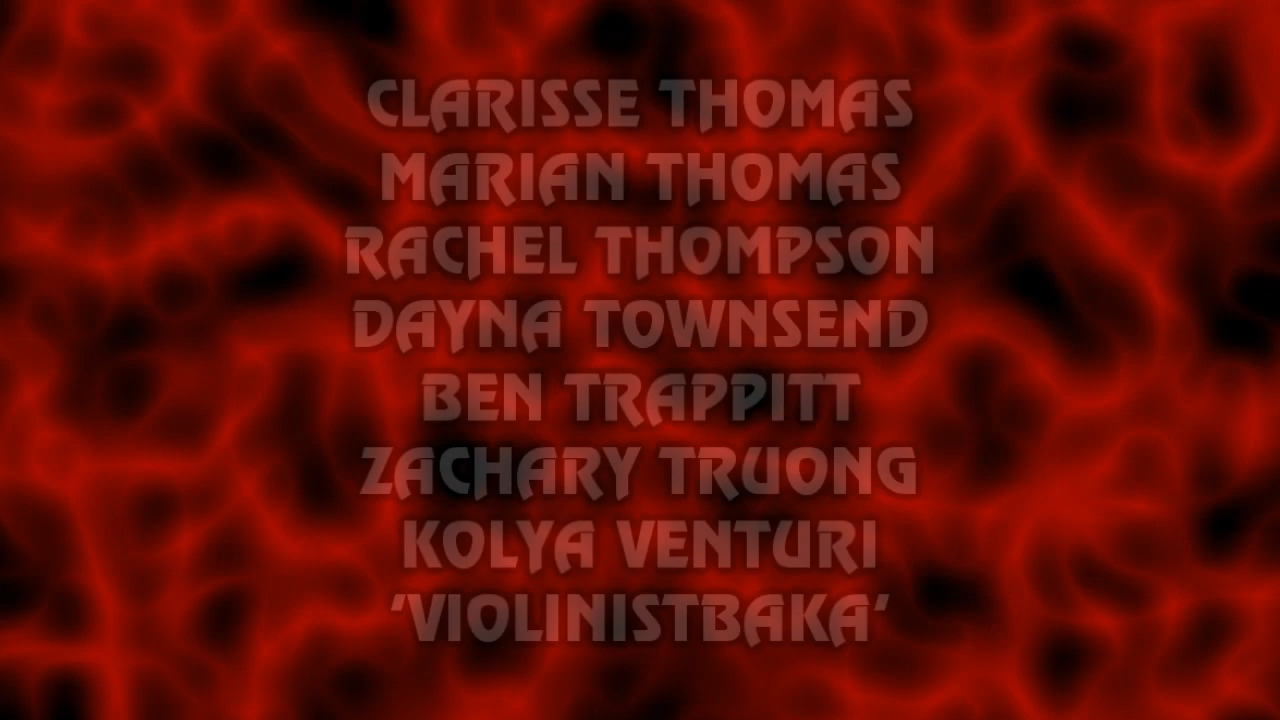 CLARISSE THOMAS
MARIAN THOMAS
RACHEL THOMPSON
DAYNA TOWNSEND
BEN TRAPPITT
ZACHARY TRUONG
KOLYA VENTURI
'VIOLINISTBAKA'